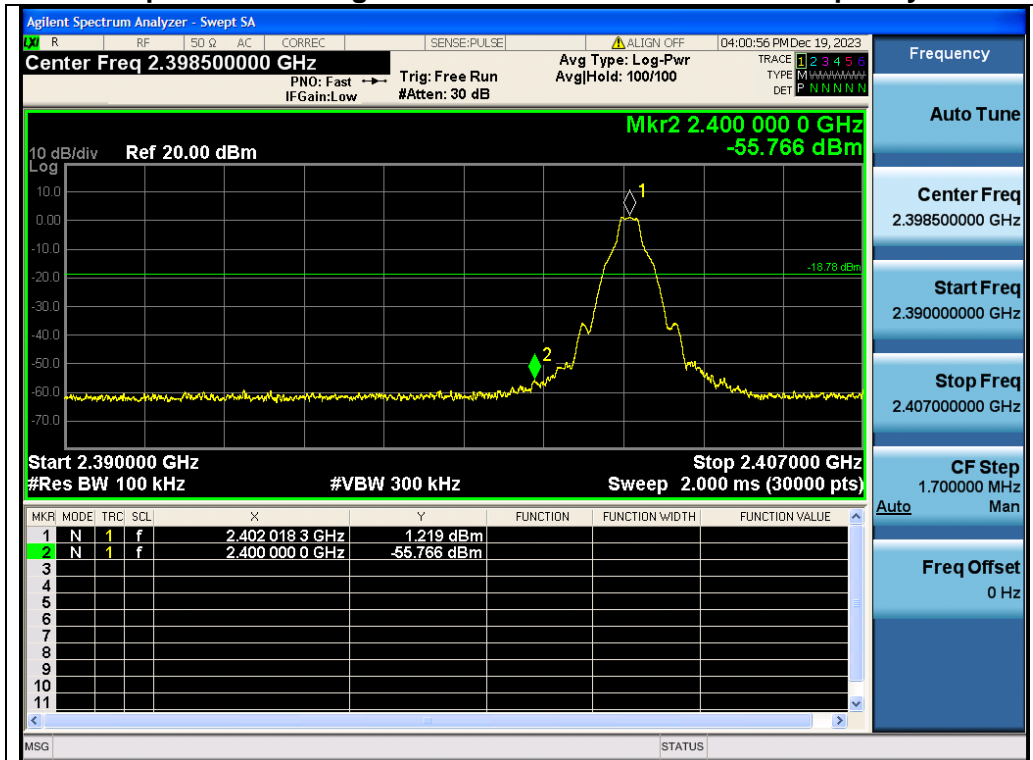 Agilent Spectrum Analyzer - Swept SA
LXI R RF 50 Ω AC CORREC SENSE:PULSE ALIGN OFF 04:00:56 PM Dec 19, 2023
Center Freq 2.398500000 GHz
PNO: Fast
IFGain:Low
Trig: Free Run
#Atten: 30 dB
Avg Type: Log-Pwr
Avg|Hold: 100/100
TRACE 1 2 3 4 5 6
TYPE M
DET P N N N N N
Mkr2 2.400 000 0 GHz
-55.766 dBm
10 dB/div Ref 20.00 dBm
Log
10.0
0.00
-10.0
-20.0
-30.0
-40.0
-50.0
-60.0
-70.0
1
-18.78 dBm
2
Start 2.390000 GHz Stop 2.407000 GHz
#Res BW 100 kHz #VBW 300 kHz Sweep 2.000 ms (30000 pts)
MKR MODE TRC SCL X Y FUNCTION FUNCTION WIDTH FUNCTION VALUE
1 N 1 f 2.402 018 3 GHz 1.219 dBm
2 N 1 f 2.400 000 0 GHz -55.766 dBm
3
4
5
6
7
8
9
10
11
MSG STATUS
Frequency
Auto Tune
Center Freq
2.398500000 GHz
Start Freq
2.390000000 GHz
Stop Freq
2.407000000 GHz
CF Step
1.700000 MHz
Auto Man
Freq Offset
0 Hz